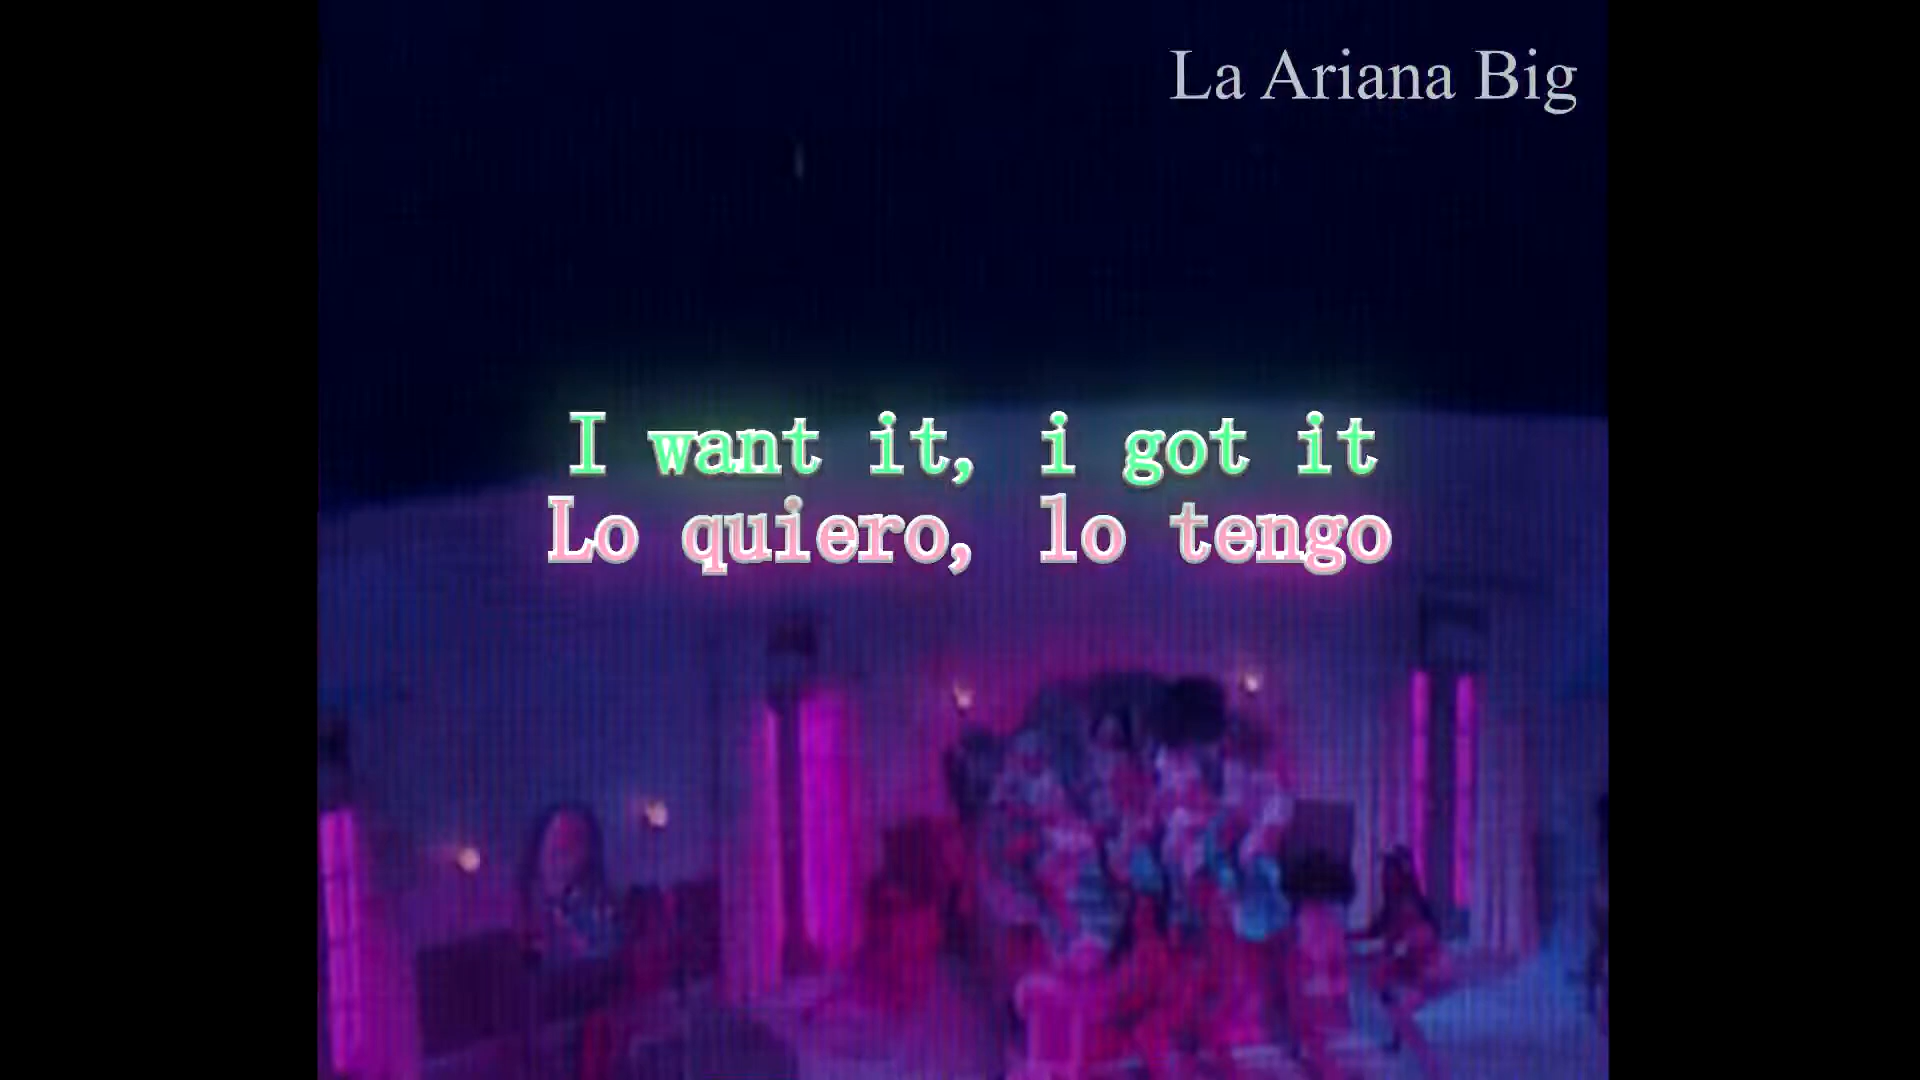 La Ariana Big
I want it, i got it
Lo quiero, lo tengo